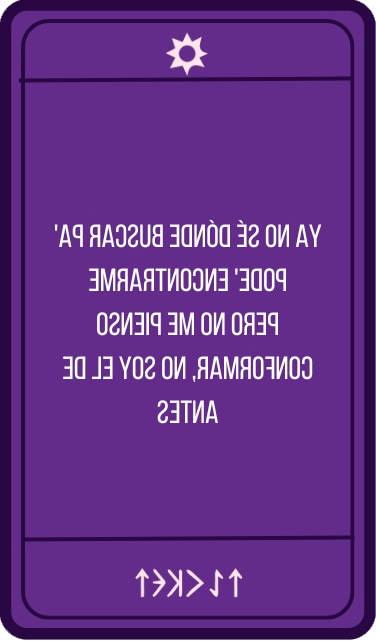 YA NO SÉ DÓNDE BUSCAR PA'
PODE' ENCONTRARME
PERO NO ME PIENSO
CONFORMAR, NO SOY EL DE
ANTES